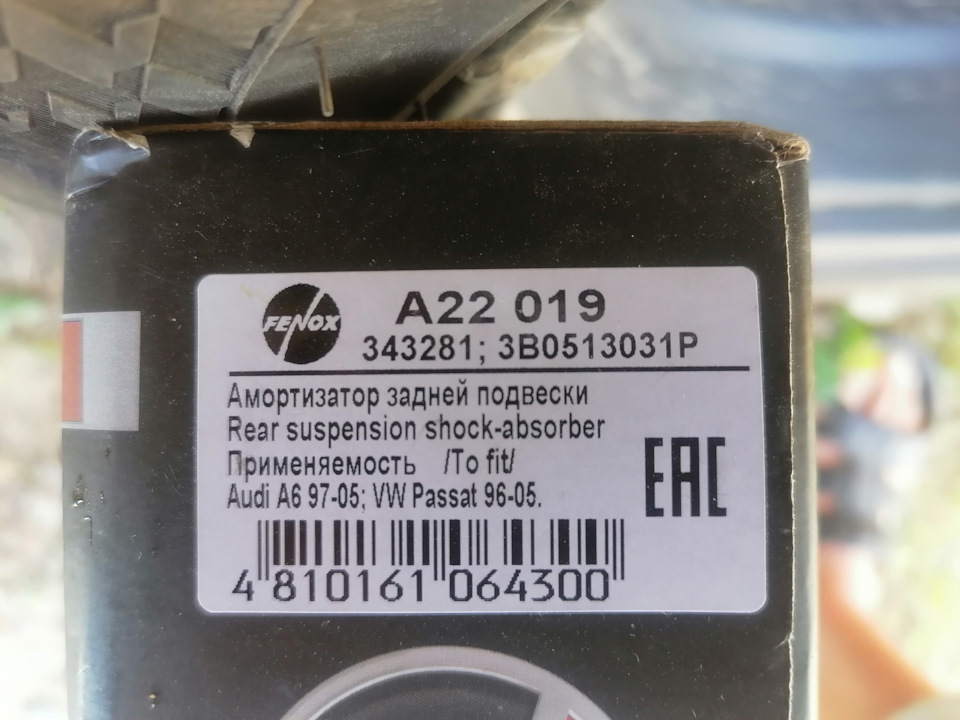 FENOX
A22 019
343281; 3B0513031P
Амортизатор задней подвески
Rear suspension shock-absorber
Применяемость /To fit/
Audi A6 97-05; VW Passat 96-05.
EAC
4 810161 064300